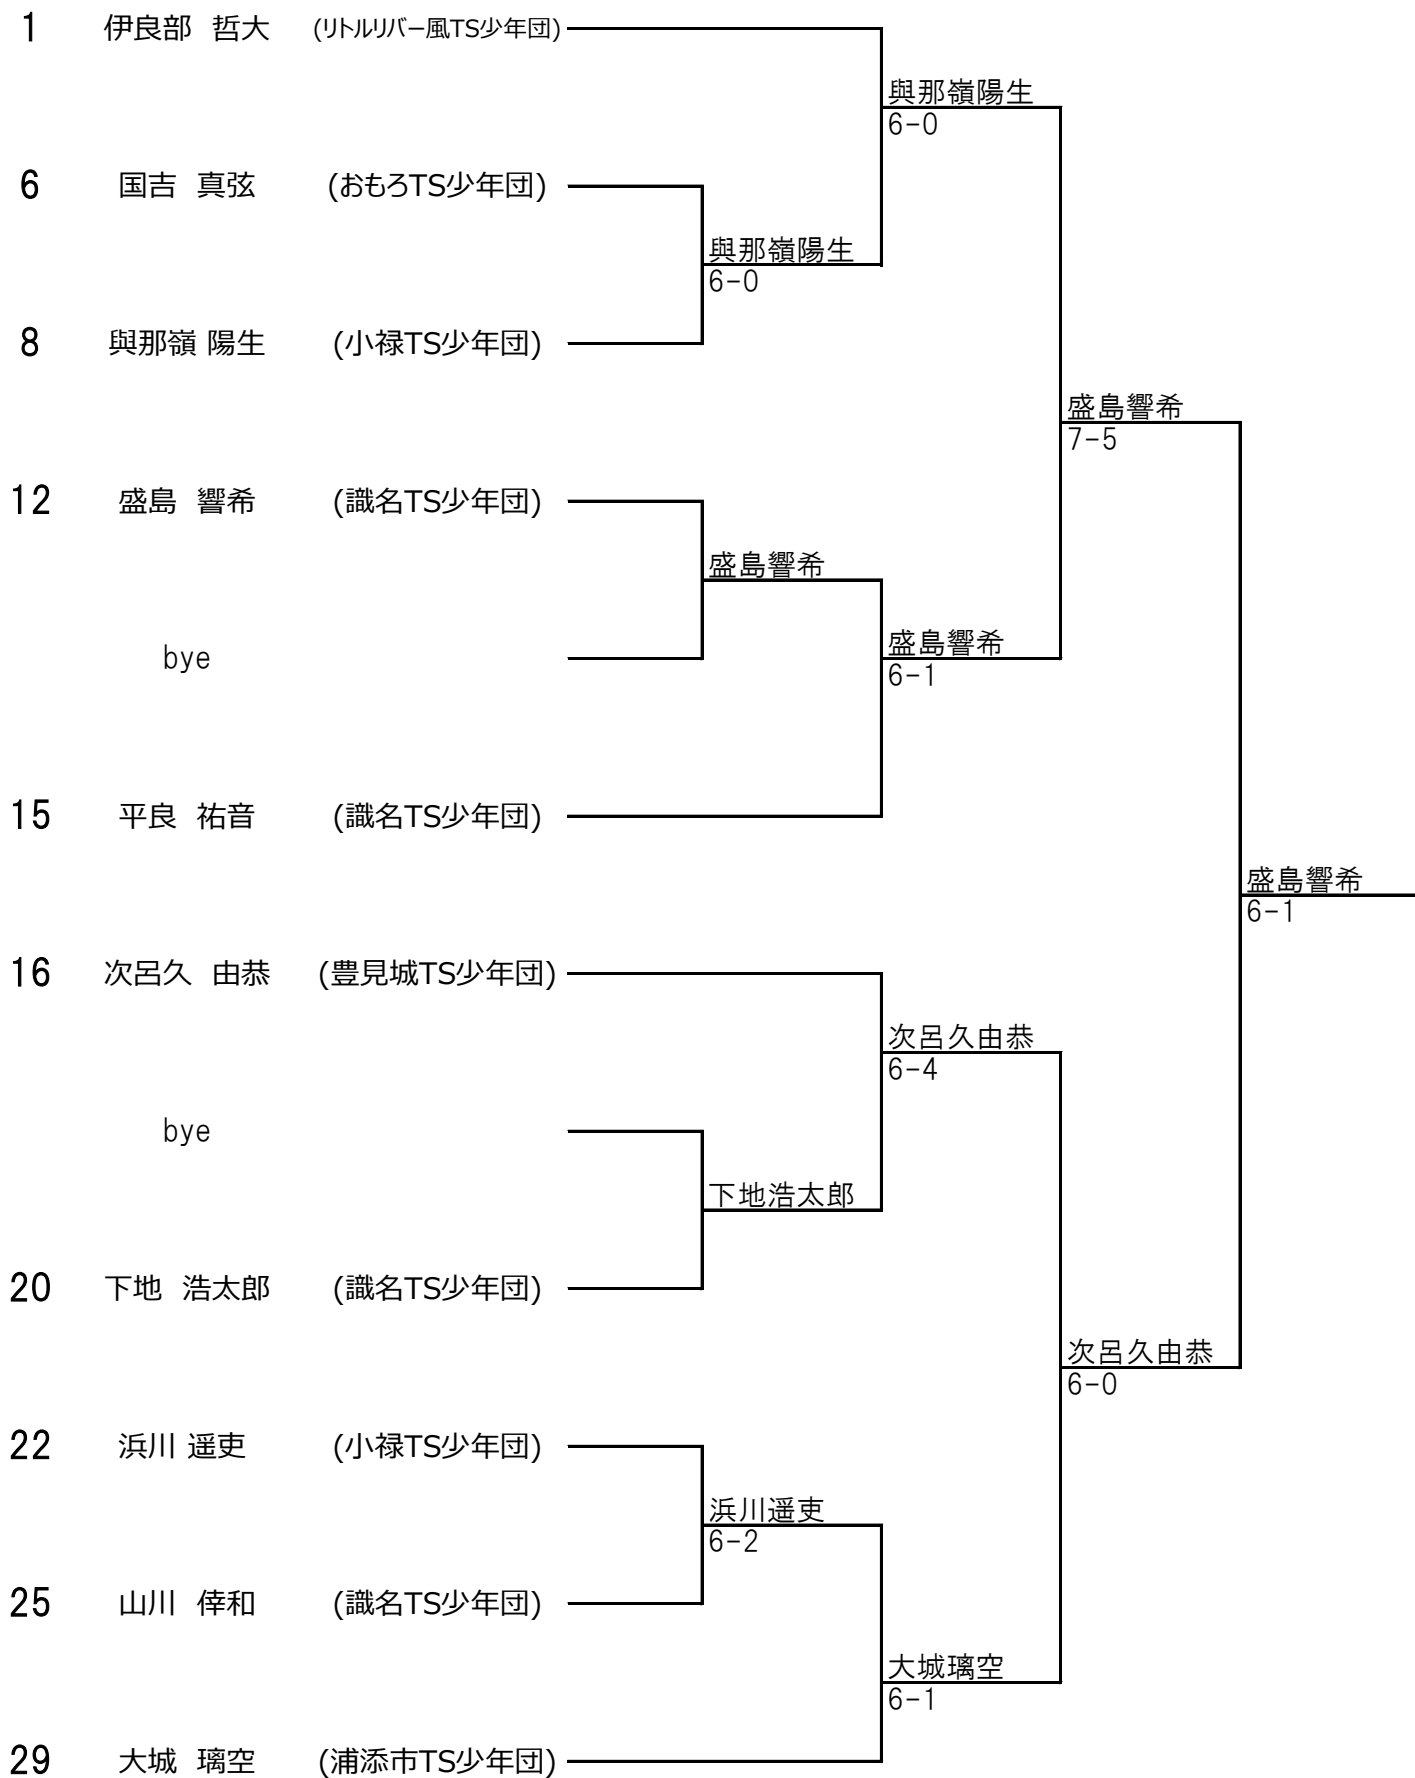 1 伊良部 哲大 (リトルリバー風TS少年団)
與那嶺陽生
6-0
6 国吉 真弦 (おもろTS少年団)
與那嶺陽生
6-0
8 與那嶺 陽生 (小禄TS少年団)
盛島響希
7-5
12 盛島 響希 (識名TS少年団)
盛島響希
bye
盛島響希
6-1
15 平良 祐音 (識名TS少年団)
盛島響希
6-1
16 次呂久 由恭 (豊見城TS少年団)
次呂久由恭
6-4
bye
下地浩太郎
20 下地 浩太郎 (識名TS少年団)
次呂久由恭
6-0
22 浜川 遥吏 (小禄TS少年団)
浜川遥吏
6-2
25 山川 倖和 (識名TS少年団)
大城璃空
6-1
29 大城 璃空 (浦添市TS少年団)